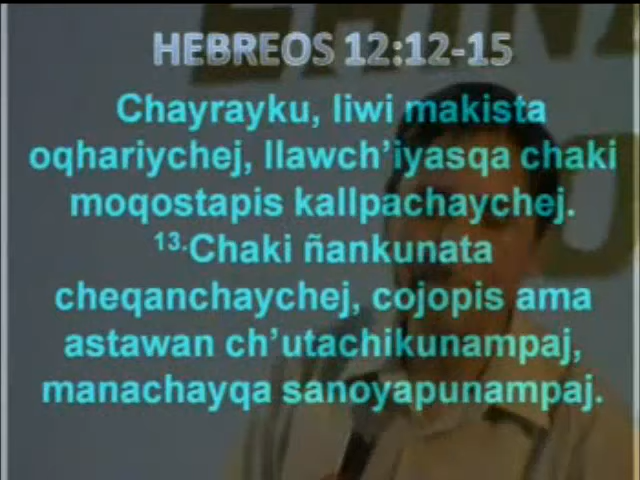 HEBREOS 12:12-15
Chayrayku, liwi makista
oqhariychej, llawch'iyasqa chaki
moqostapis kallpachaychej.
13.Chaki ñankunata
cheqanchaychej, cojopis ama
astawan ch'utachikunampaj,
manachayqa sanoyapunampaj.